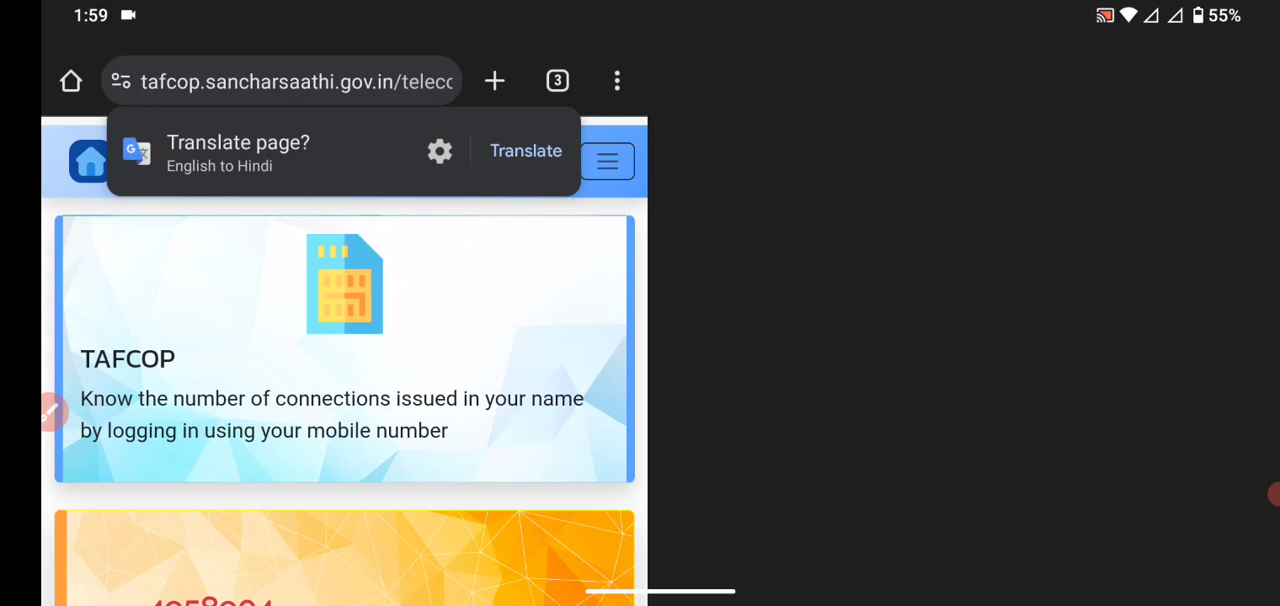 1:59
55%
tafcop.sancharsaathi.gov.in/telecc
3
Translate page?
English to Hindi
Translate
TAFCOP
Know the number of connections issued in your name
by logging in using your mobile number